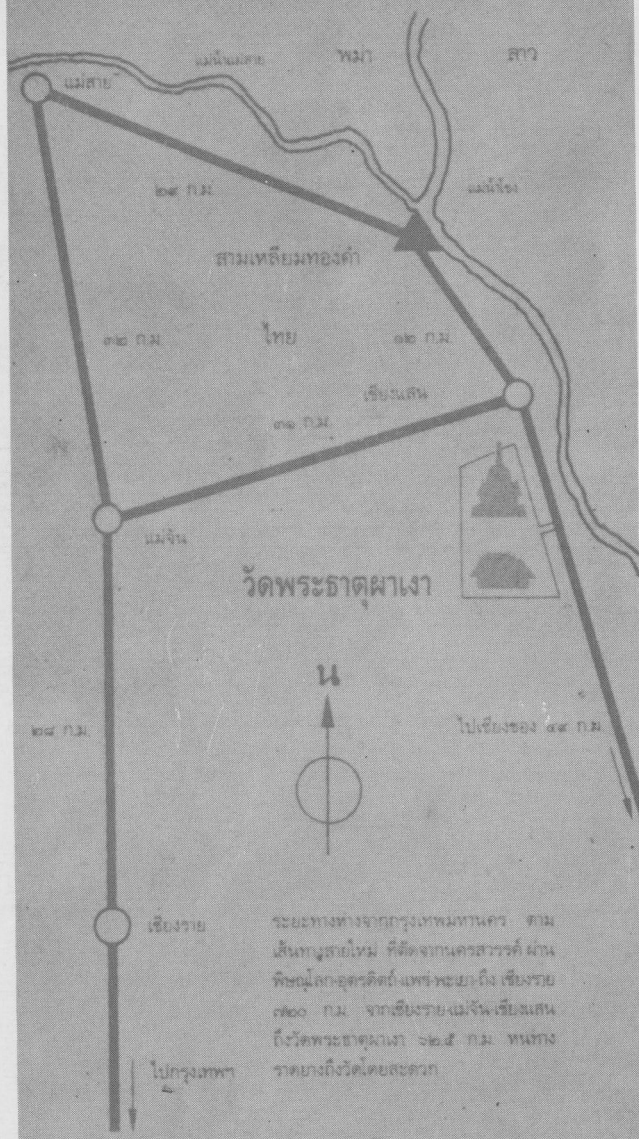 แม่น้ำแม่สาย
พม่า
ลาว
แม่สาย
๒๙ ก.ม.
แม่น้ำโขง
สามเหลี่ยมทองคำ
๓๒ ก.ม.
ไทย
๑๒ ก.ม.
เชียงแสน
๓๑ ก.ม.
แม่จัน
วัดพระธาตุผาเงา
น
๒๘ ก.ม.
ไปเชียงของ ๔๙ ก.ม.
เชียงราย
ระยะทางห่างจากกรุงเทพมหานคร ตาม
เส้นทางสายใหม่ ที่ตัดจากนครสวรรค์ ผ่าน
พิษณุโลก-อุตรดิตถ์-แพร่-พะเยา-ถึง เชียงราย
ก.ม. จากเชียงราย-แม่จัน-เชียงแสน
ถึงวัดพระธาตุผาเงา ๖๒.๕ ก.ม. หนทาง
ราดยางถึงวัดโดยสะดวก
ไปกรุงเทพฯ